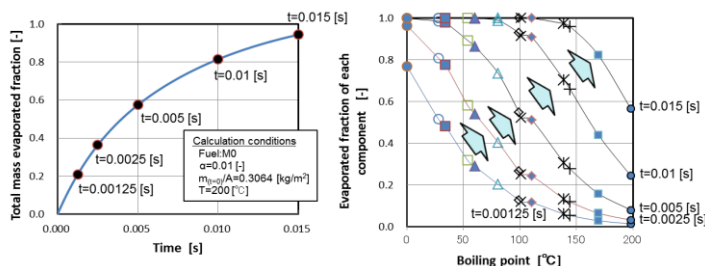 Total mass evaporated fraction [-]
1.0
0.8
0.6
0.4
0.2
0.0
0.000
0.005
0.010
0.015
Time [s]
t=0.015 [s]
t=0.01 [s]
t=0.005 [s]
t=0.0025 [s]
t=0.00125 [s]
Calculation conditions
Fuel:M0
α=0.01 [-]
m(t=0)/A=0.3064 [kg/m²]
T=200 [℃]
Evaporated fraction of each
component [-]
1.0
0.8
0.6
0.4
0.2
0.0
0
50
100
150
200
Boiling point [℃]
t=0.015 [s]
t=0.01 [s]
t=0.005 [s]
t=0.0025 [s]
t=0.00125 [s]